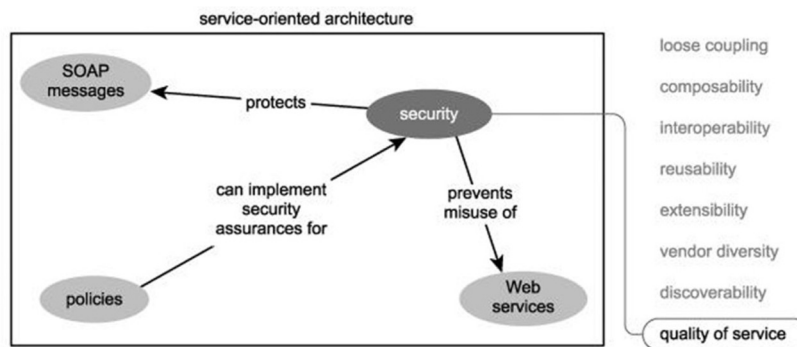 service-oriented architecture
SOAP
messages
protects
security
can implement
security
assurances for
prevents
misuse of
policies
Web
services
loose coupling
composability
interoperability
reusability
extensibility
vendor diversity
discoverability
quality of service